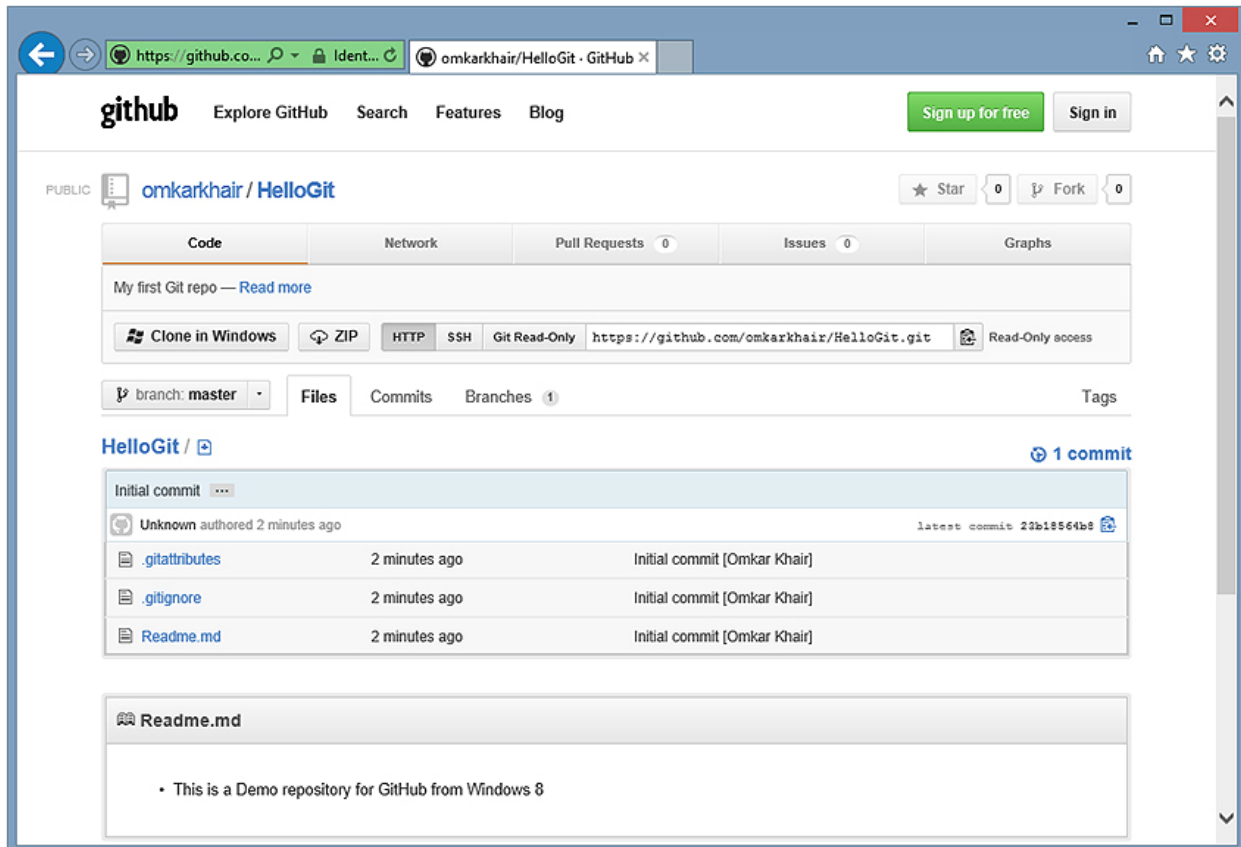 https://github.co... Ident... omkarkhair/HelloGit · GitHub
github Explore GitHub Search Features Blog Sign up for free Sign in
PUBLIC omkarkhair / HelloGit Star 0 Fork 0
Code Network Pull Requests 0 Issues 0 Graphs
My first Git repo — Read more
Clone in Windows ZIP HTTP SSH Git Read-Only https://github.com/omkarkhair/HelloGit.git Read-Only access
branch: master Files Commits Branches 1 Tags
HelloGit / 1 commit
Initial commit ...
Unknown authored 2 minutes ago latest commit 23b18564b8
.gitattributes 2 minutes ago Initial commit [Omkar Khair]
.gitignore 2 minutes ago Initial commit [Omkar Khair]
Readme.md 2 minutes ago Initial commit [Omkar Khair]
Readme.md
• This is a Demo repository for GitHub from Windows 8